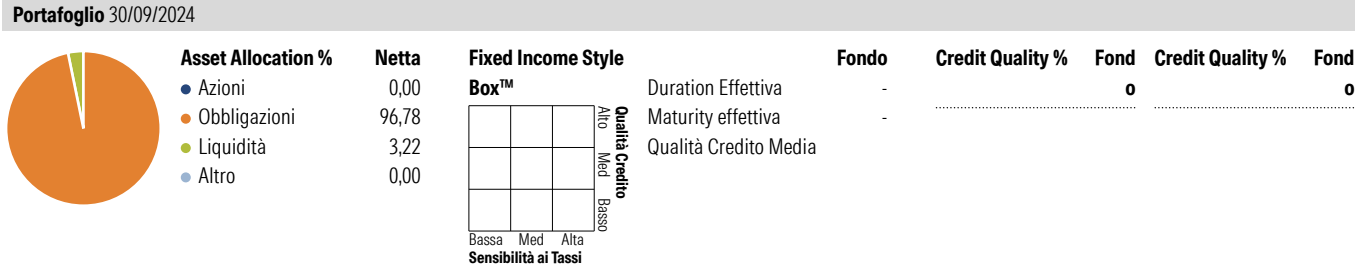 Portafoglio 30/09/2024
Asset Allocation % Netta
Azioni 0,00
Obbligazioni 96,78
Liquidità 3,22
Altro 0,00
Fixed Income Style
Box™
Alto Med Basso
Qualità Credito
Bassa Med Alta
Sensibilità ai Tassi
Fondo
Duration Effettiva -
Maturity effettiva -
Qualità Credito Media
Credit Quality % Fond
o
Credit Quality % Fond
o